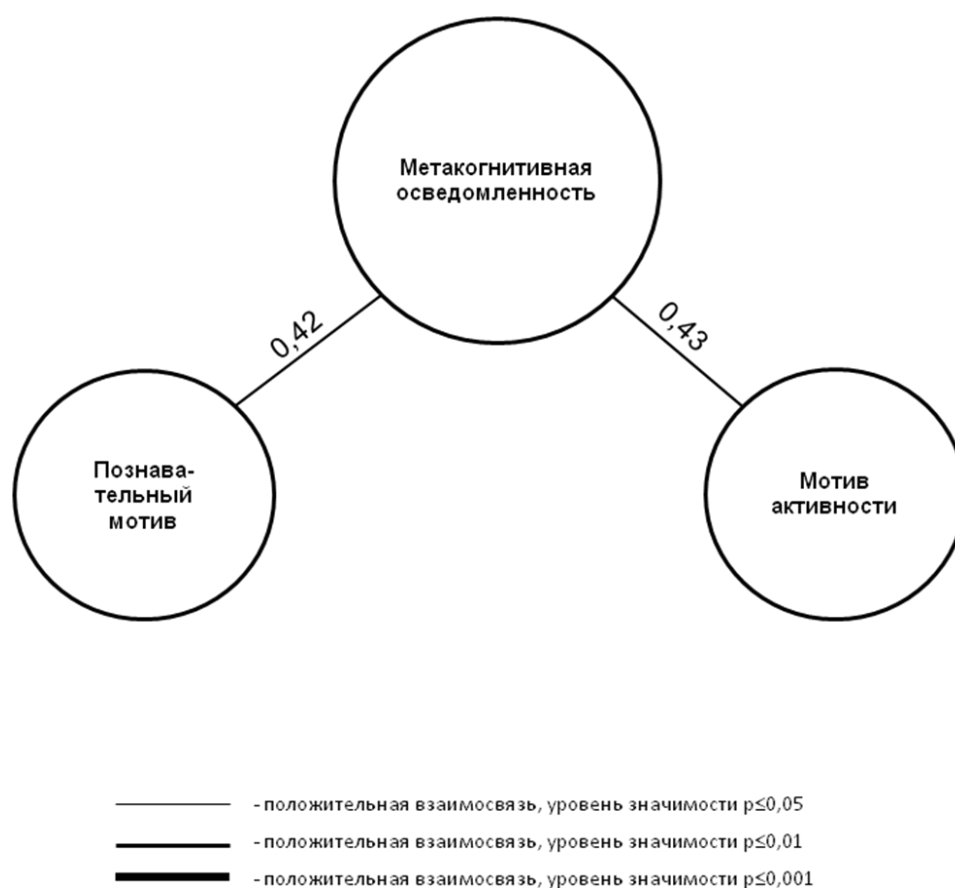 Метакогнитивная
осведомленность
0,42
0,43
Познава-
тельный
мотив
Мотив
активности
- положительная взаимосвязь, уровень значимости p≤0,05
- положительная взаимосвязь, уровень значимости p≤0,01
- положительная взаимосвязь, уровень значимости p≤0,001